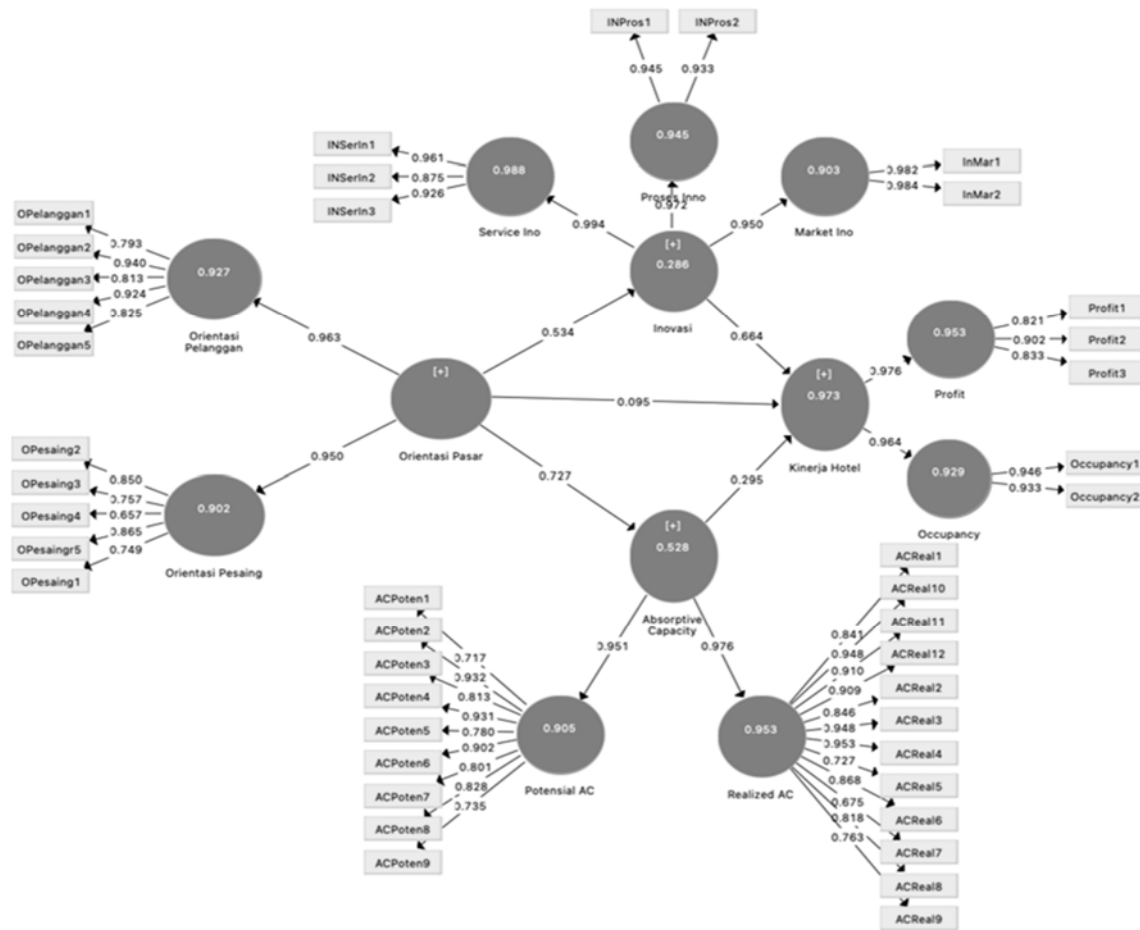 INPros1 INPros2
0.945 0.933
0.945
Proses Inno
INSerIn1
INSerIn2
INSerIn3
0.961
0.875
0.926
0.988
Service Ino
0.903
Market Ino
0.982
0.984
InMar1
InMar2
0.994
0.972
0.950
[+]
0.286
Inovasi
OPelanggan1
OPelanggan2
OPelanggan3
OPelanggan4
OPelanggan5
0.793
0.940
0.813
0.924
0.825
0.927
Orientasi
Pelanggan
0.963
0.534
0.664
[+]
Orientasi Pasar
0.095
[+]
0.973
Kinerja Hotel
0.976
0.953
Profit
0.821
0.902
0.833
Profit1
Profit2
Profit3
0.964
0.929
Occupancy
0.946
0.933
Occupancy1
Occupancy2
OPesaing2
OPesaing3
OPesaing4
OPesaingr5
OPesaing1
0.850
0.757
0.657
0.865
0.749
0.902
Orientasi Pesaing
0.950
0.727
0.295
[+]
0.528
Absorptive
Capacity
0.951
0.976
ACPoten1
ACPoten2
ACPoten3
ACPoten4
ACPoten5
ACPoten6
ACPoten7
ACPoten8
ACPoten9
0.717
0.932
0.813
0.931
0.780
0.902
0.801
0.828
0.735
0.905
Potensial AC
0.953
Realized AC
0.841
0.948
0.910
0.909
0.846
0.948
0.953
0.727
0.868
0.675
0.818
0.763
ACReal1
ACReal10
ACReal11
ACReal12
ACReal2
ACReal3
ACReal4
ACReal5
ACReal6
ACReal7
ACReal8
ACReal9